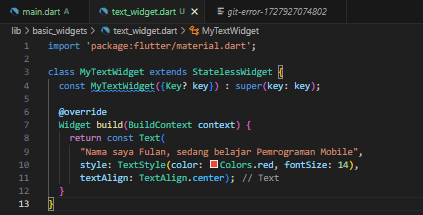 main.dart A
text_widget.dart U
git-error-1727927074802
lib > basic_widgets > text_widget.dart > MyTextWidget
1 import 'package:flutter/material.dart';
2
3 class MyTextWidget extends StatelessWidget {
4 const MyTextWidget({Key? key}) : super(key: key);
5
6 @override
7 Widget build(BuildContext context) {
8 return const Text(
9 "Nama saya Fulan, sedang belajar Pemrograman Mobile",
10 style: TextStyle(color: Colors.red, fontSize: 14),
11 textAlign: TextAlign.center); // Text
12 }
13 }